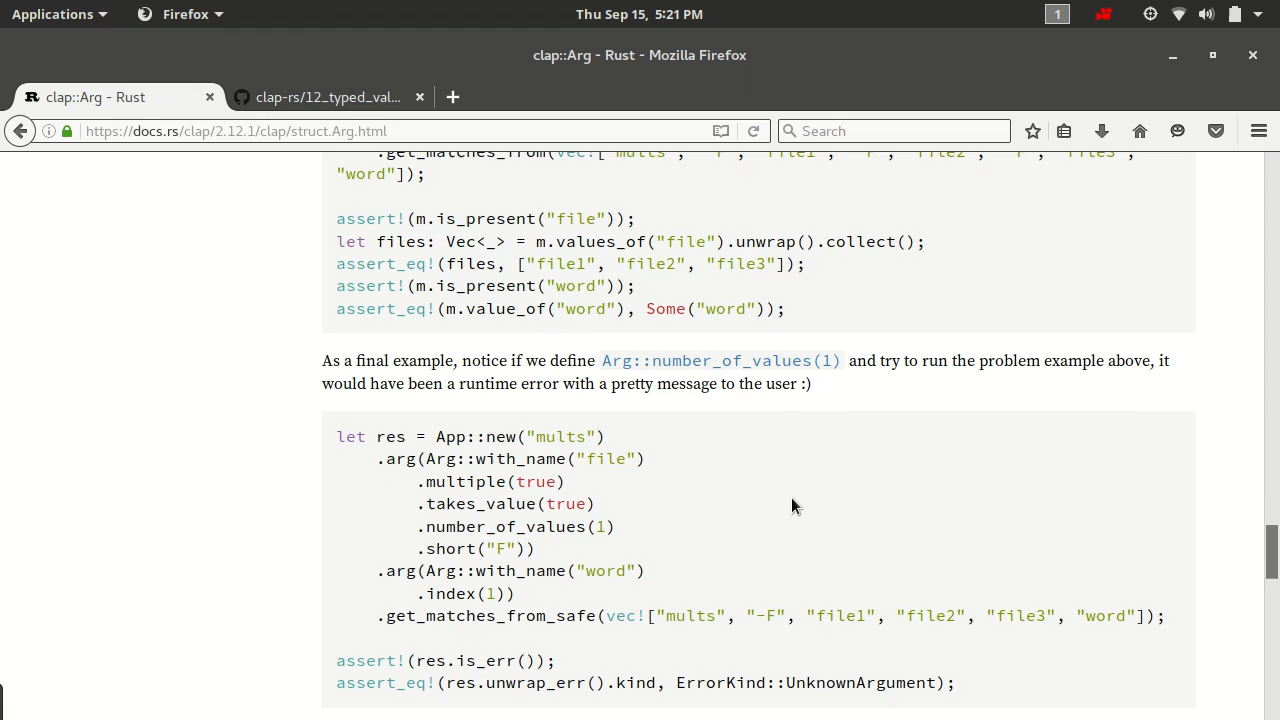 Applications Firefox Thu Sep 15, 5:21 PM 1
clap::Arg - Rust - Mozilla Firefox
clap::Arg - Rust clap-rs/12_typed_val...
https://docs.rs/clap/2.12.1/clap/struct.Arg.html Search
.get_matches_from(vec!["mults", "-F", "file1", "-F", "file2", "-F", "file3",
"word"]);
assert!(m.is_present("file"));
let files: Vec<_> = m.values_of("file").unwrap().collect();
assert_eq!(files, ["file1", "file2", "file3"]);
assert!(m.is_present("word"));
assert_eq!(m.value_of("word"), Some("word"));
As a final example, notice if we define Arg::number_of_values(1) and try to run the problem example above, it
would have been a runtime error with a pretty message to the user :)
let res = App::new("mults")
.arg(Arg::with_name("file")
.multiple(true)
.takes_value(true)
.number_of_values(1)
.short("F"))
.arg(Arg::with_name("word")
.index(1))
.get_matches_from_safe(vec!["mults", "-F", "file1", "file2", "file3", "word"]);
assert!(res.is_err());
assert_eq!(res.unwrap_err().kind, ErrorKind::UnknownArgument);